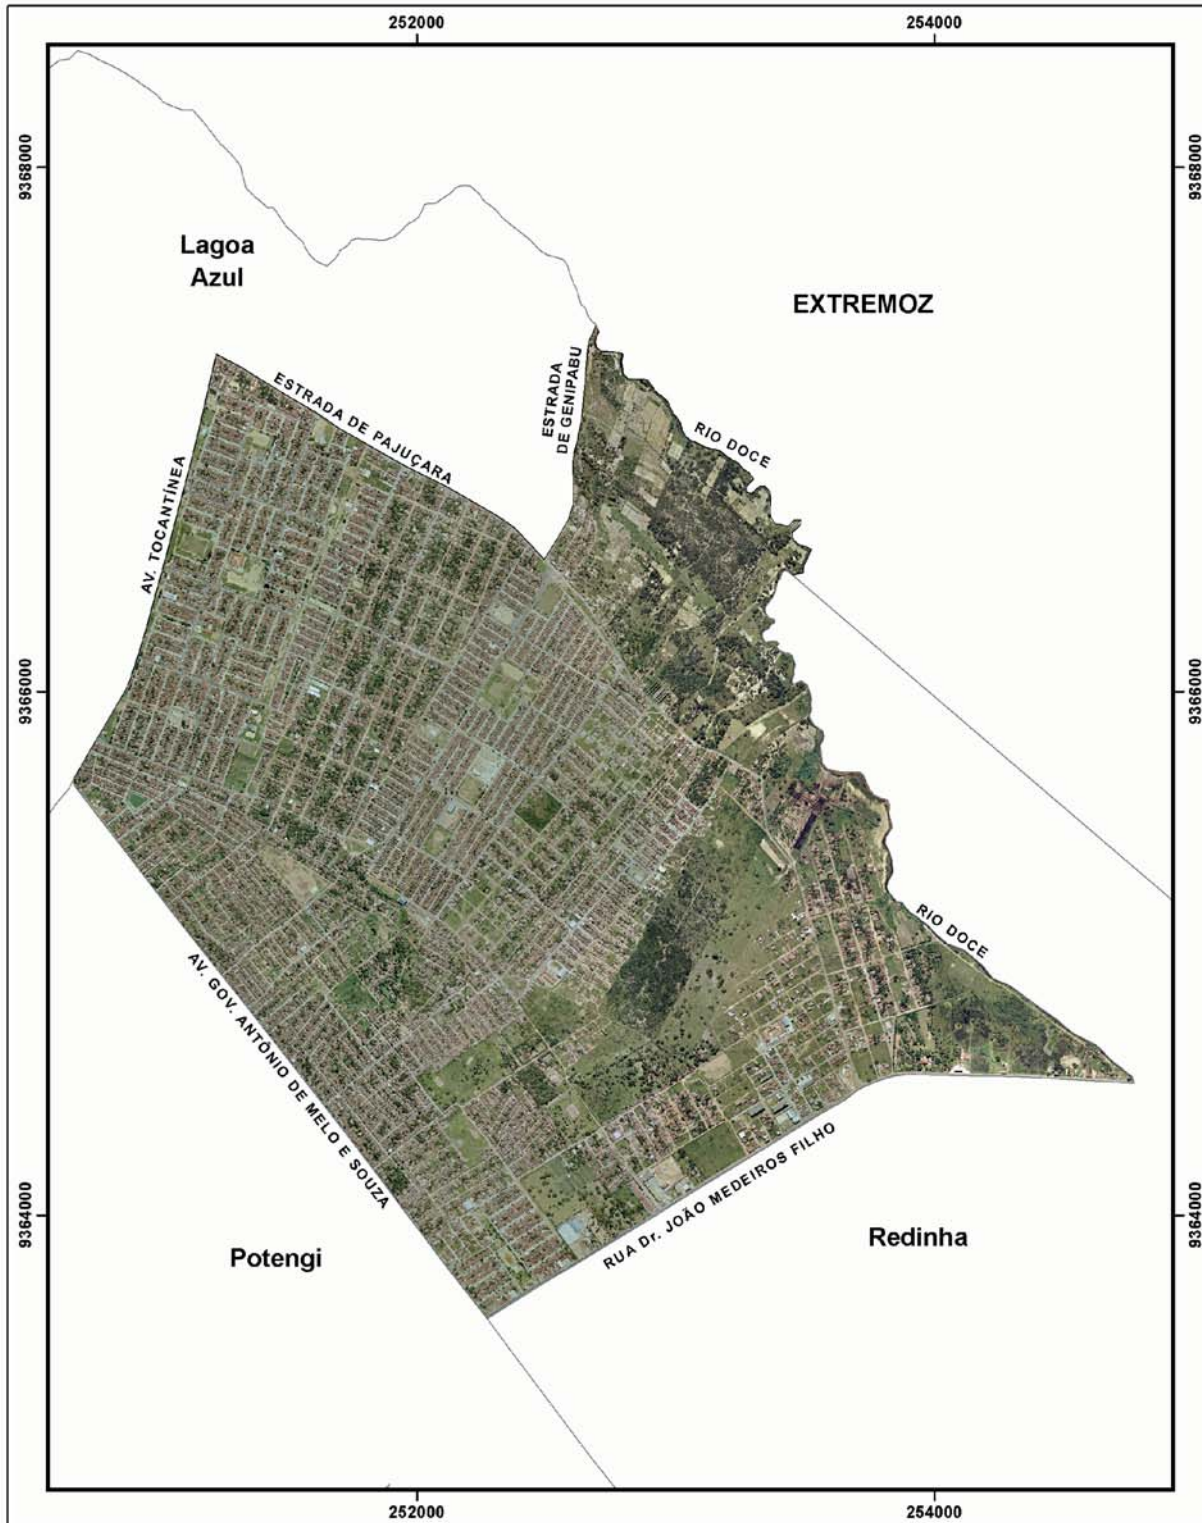 252000
254000
9368000
9368000
Lagoa
Azul
EXTREMOZ
ESTRADA
DE GENIPABU
ESTRADA DE PAJUÇARA
RIO DOCE
AV. TOCANTÍNEA
9366000
9366000
RIO DOCE
AV. GOV. ANTÔNIO DE MELO E SOUZA
RUA Dr. JOÃO MEDEIROS FILHO
9364000
9364000
Redinha
Potengi
252000
254000